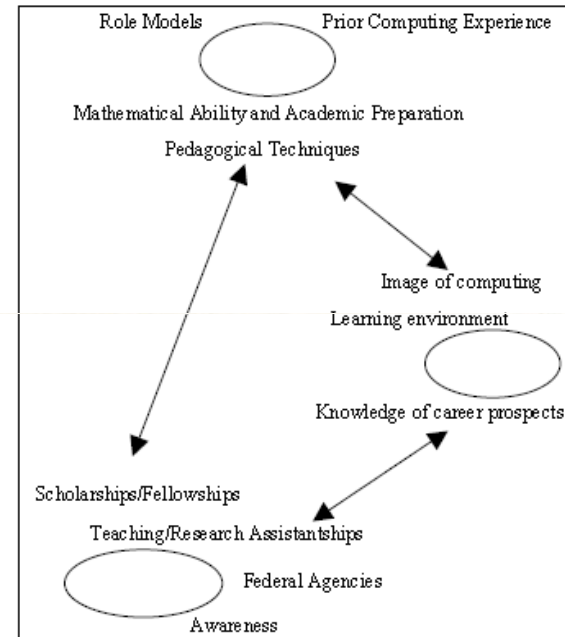 Role Models
Prior Computing Experience
Mathematical Ability and Academic Preparation
Pedagogical Techniques
Image of computing
Learning environment
Knowledge of career prospects
Scholarships/Fellowships
Teaching/Research Assistantships
Federal Agencies
Awareness